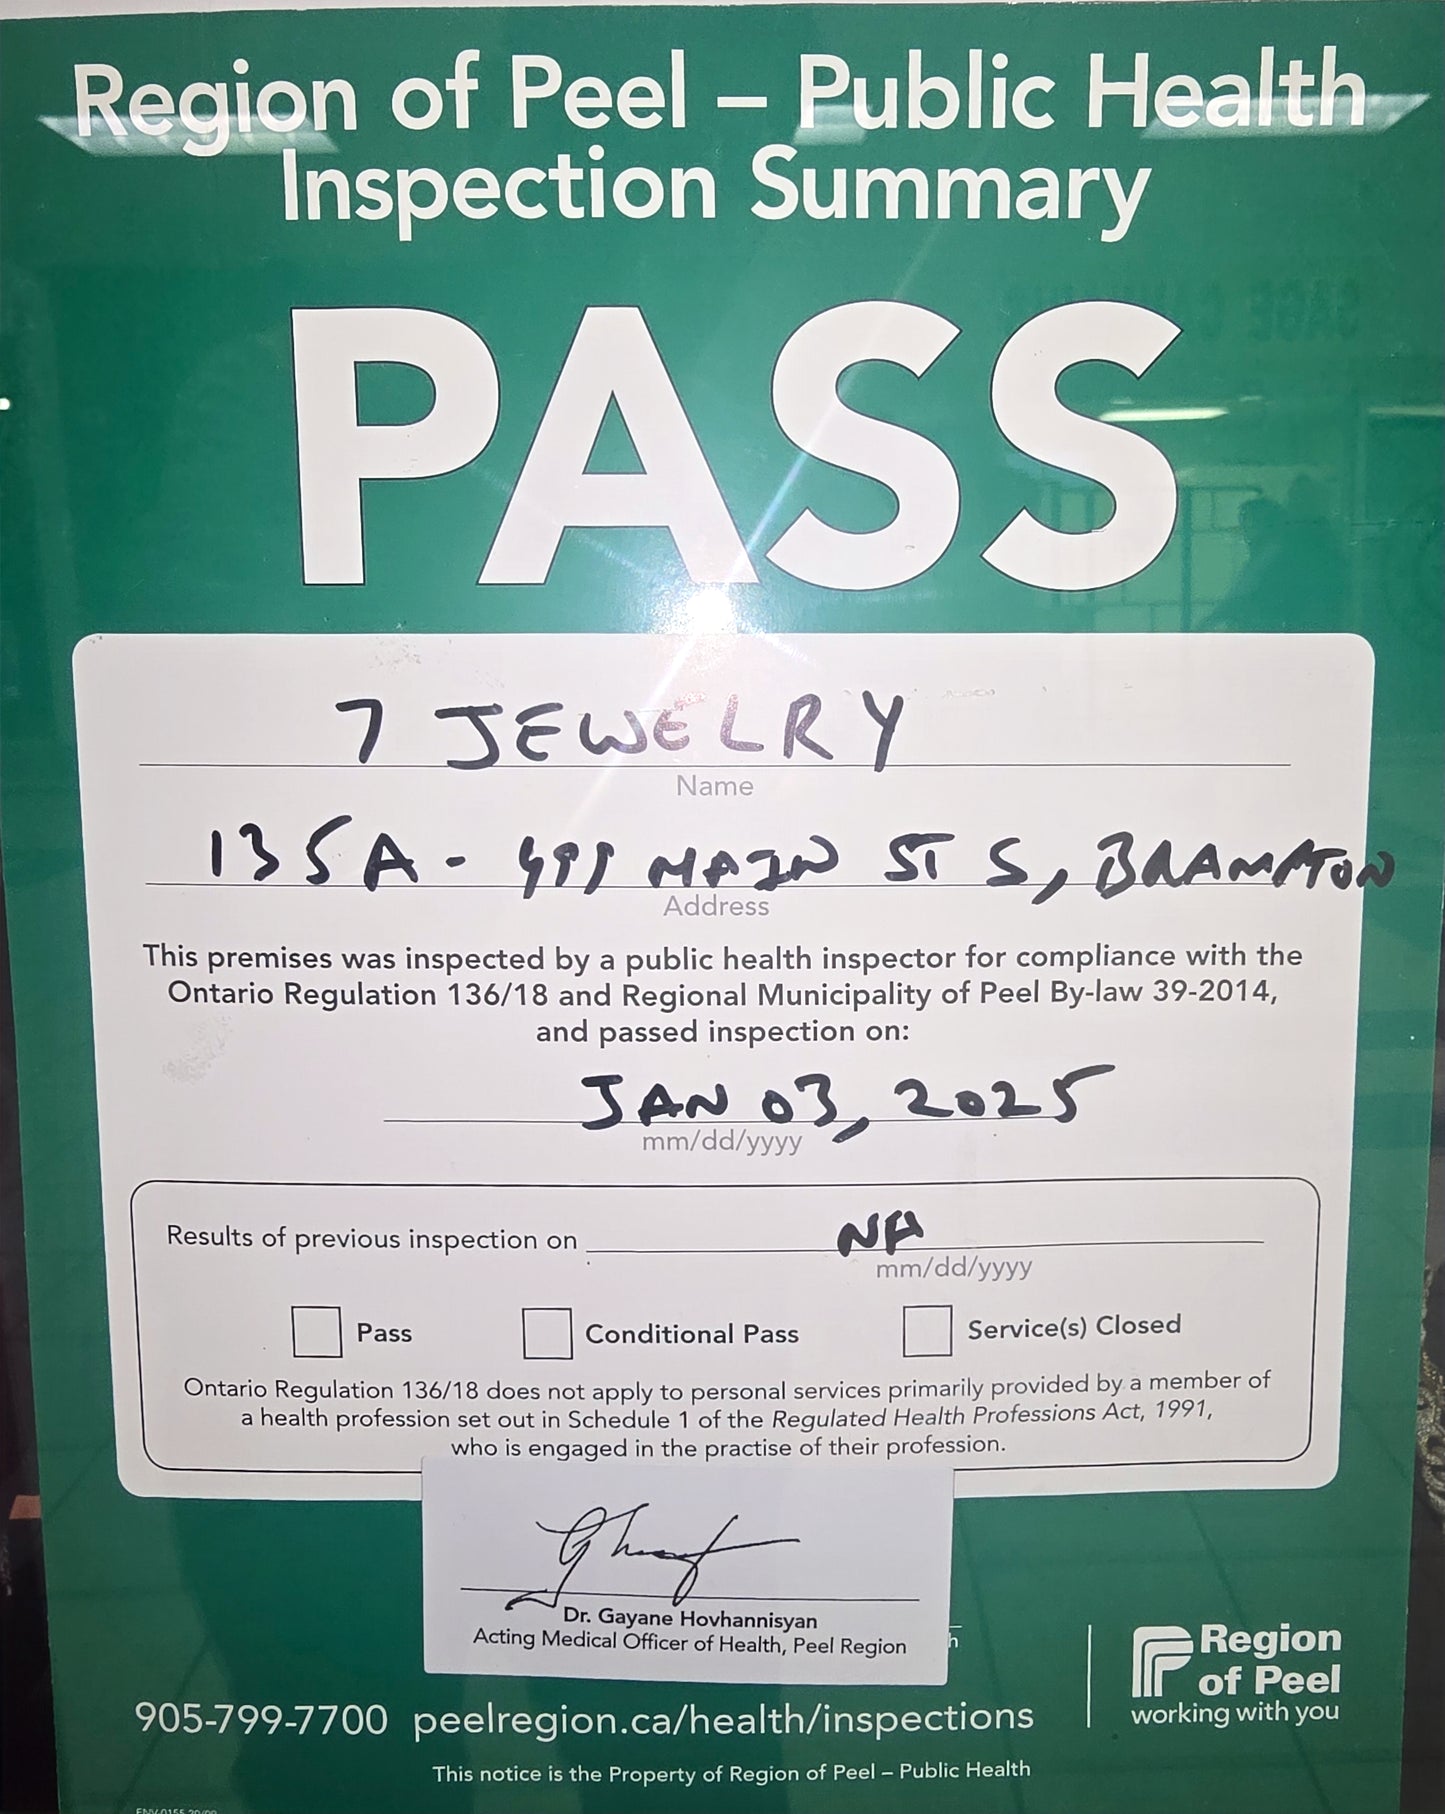 Region of Peel – Public Health
Inspection Summary
PASS
7 JEWELRY
Name
135A - 499 MAIN ST S, BRAMPTON
Address
This premises was inspected by a public health inspector for compliance with the
Ontario Regulation 136/18 and Regional Municipality of Peel By-law 39-2014,
and passed inspection on:
JAN 03, 2025
mm/dd/yyyy
Results of previous inspection on NA
mm/dd/yyyy
Pass Conditional Pass Service(s) Closed
Ontario Regulation 136/18 does not apply to personal services primarily provided by a member of
a health profession set out in Schedule 1 of the Regulated Health Professions Act, 1991,
who is engaged in the practise of their profession.
Dr. Gayane Hovhannisyan
Acting Medical Officer of Health, Peel Region
Region
of Peel
working with you
905-799-7700 peelregion.ca/health/inspections
This notice is the Property of Region of Peel – Public Health